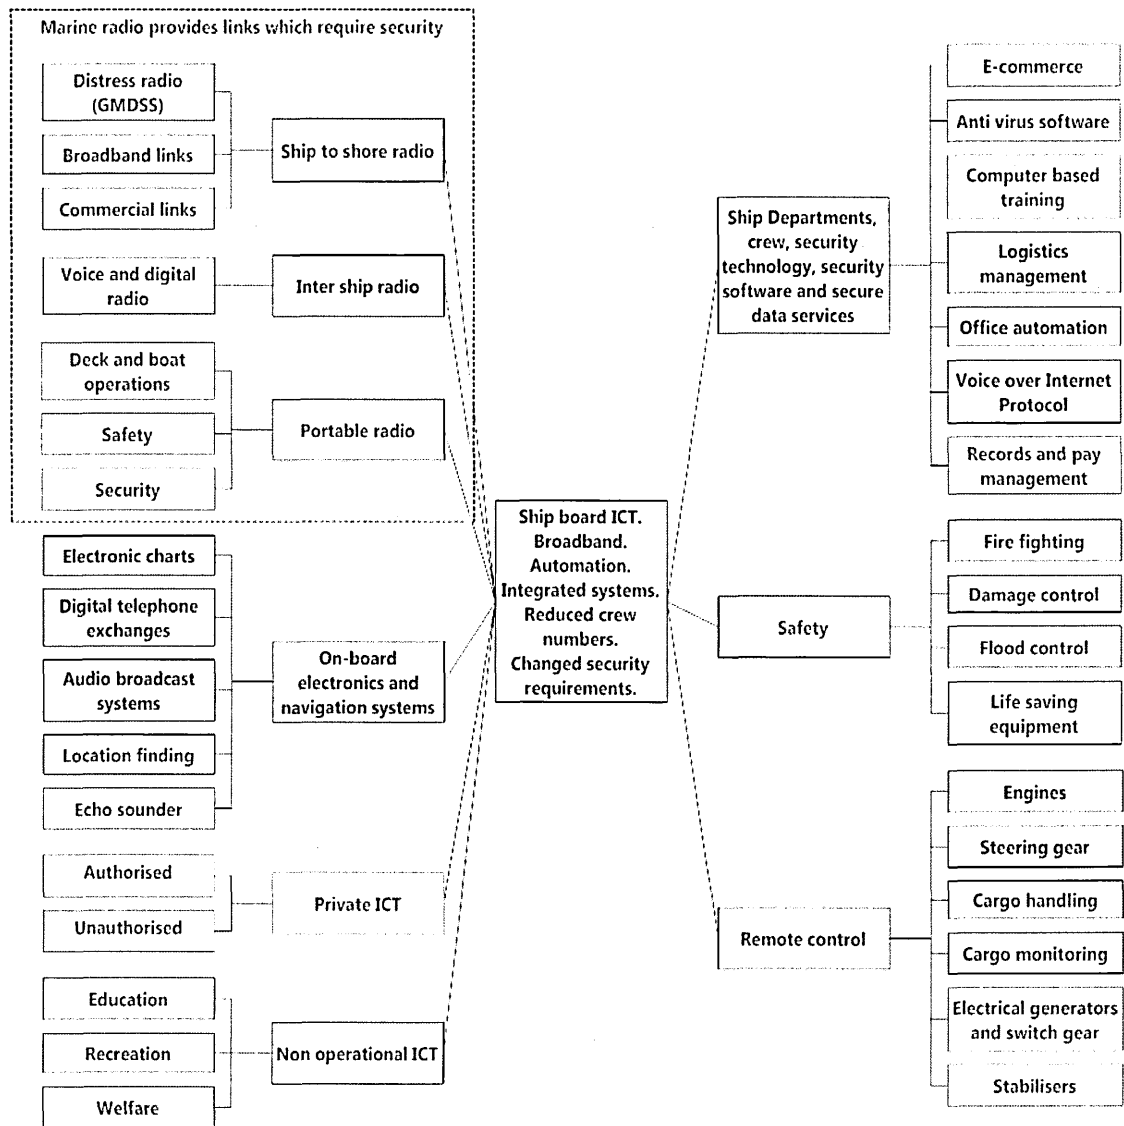 Marine radio provides links which require security
Distress radio
(GMDSS)
Broadband links
Commercial links
Ship to shore radio
Voice and digital
radio
Inter ship radio
Deck and boat
operations
Safety
Security
Portable radio
Electronic charts
Digital telephone
exchanges
Audio broadcast
systems
Location finding
Echo sounder
On-board
electronics and
navigation systems
Authorised
Unauthorised
Private ICT
Education
Recreation
Welfare
Non operational ICT
Ship board ICT.
Broadband.
Automation.
Integrated systems.
Reduced crew
numbers.
Changed security
requirements.
Ship Departments,
crew, security
technology, security
software and secure
data services
E-commerce
Anti virus software
Computer based
training
Logistics
management
Office automation
Voice over Internet
Protocol
Records and pay
management
Safety
Fire fighting
Damage control
Flood control
Life saving
equipment
Remote control
Engines
Steering gear
Cargo handling
Cargo monitoring
Electrical generators
and switch gear
Stabilisers